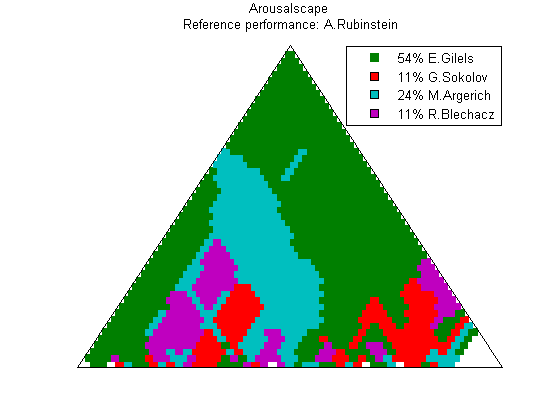 Arousalscape
Reference performance: A.Rubinstein
54% E.Gilels
11% G.Sokolov
24% M.Argerich
11% R.Blechacz